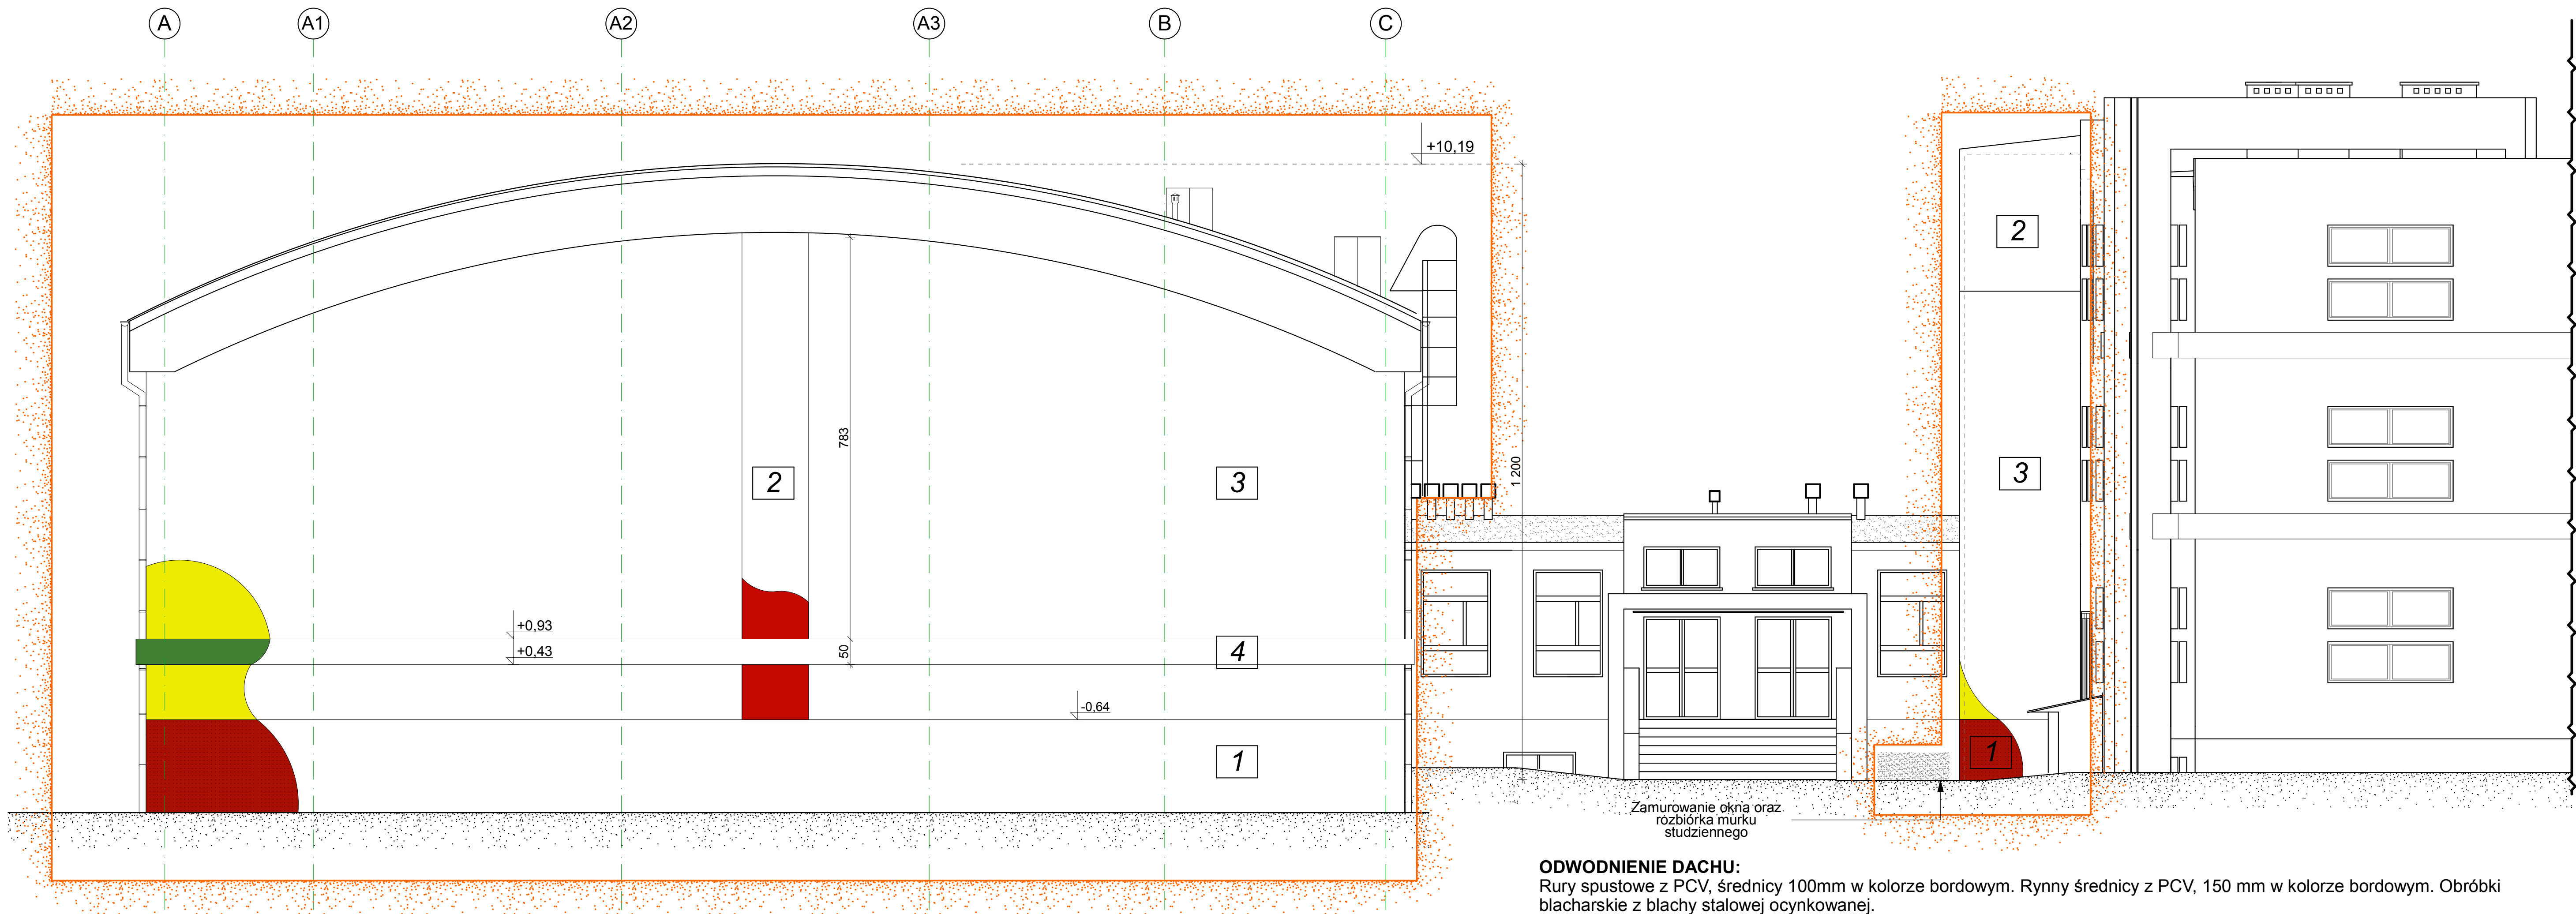 A A1 A2 A3 B C
+10,19
2
783
2
3
1 200
3
+0,93
+0,43
50
4
-0,64
1
1
Zamurowanie okna oraz
rozbiórka murku
studziennego
ODWODNIENIE DACHU:
Rury spustowe z PCV, średnicy 100mm w kolorze bordowym. Rynny średnicy z PCV, 150 mm w kolorze bordowym. Obróbki
blacharskie z blachy stalowej ocynkowanej.